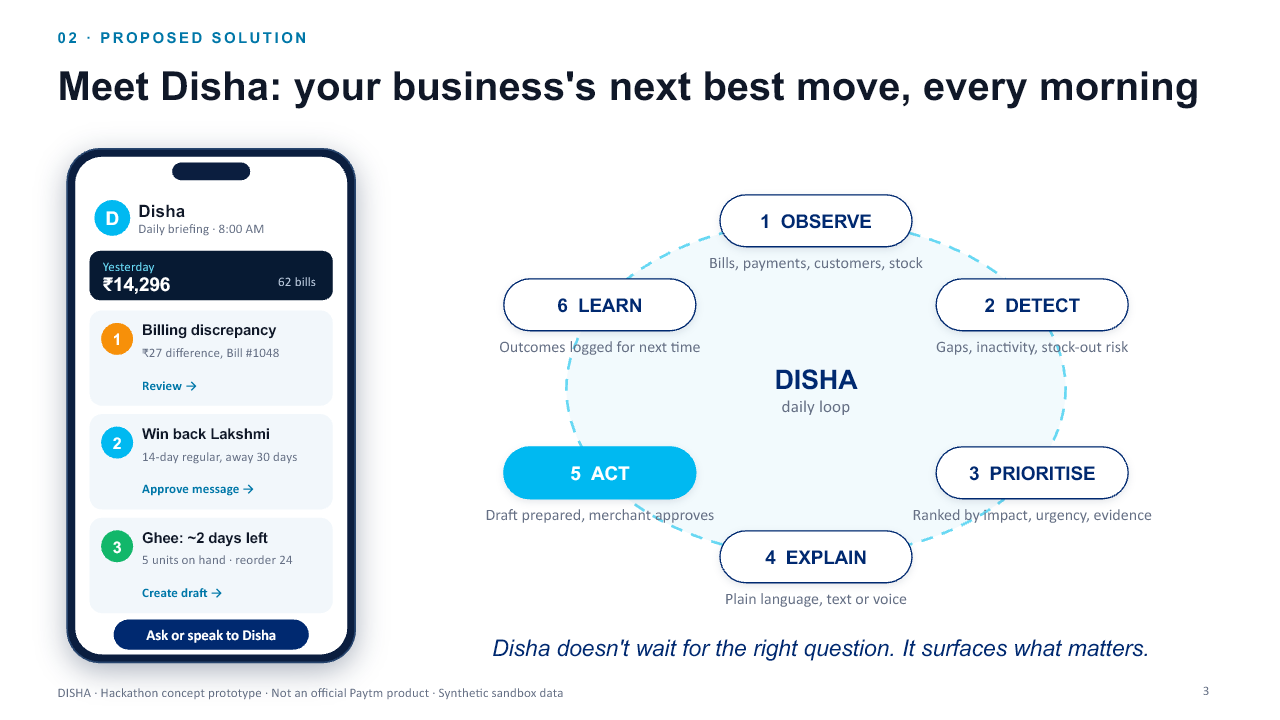 02 · PROPOSED SOLUTION
Meet Disha: your business's next best move, every morning
D
Disha
Daily briefing · 8:00 AM
Yesterday
₹14,296
62 bills
1
Billing discrepancy
₹27 difference, Bill #1048
Review →
2
Win back Lakshmi
14-day regular, away 30 days
Approve message →
3
Ghee: ~2 days left
5 units on hand · reorder 24
Create draft →
Ask or speak to Disha
1 OBSERVE
Bills, payments, customers, stock
2 DETECT
Gaps, inactivity, stock-out risk
3 PRIORITISE
Ranked by impact, urgency, evidence
4 EXPLAIN
Plain language, text or voice
5 ACT
Draft prepared, merchant approves
6 LEARN
Outcomes logged for next time
DISHA
daily loop
Disha doesn't wait for the right question. It surfaces what matters.
DISHA · Hackathon concept prototype · Not an official Paytm product · Synthetic sandbox data
3